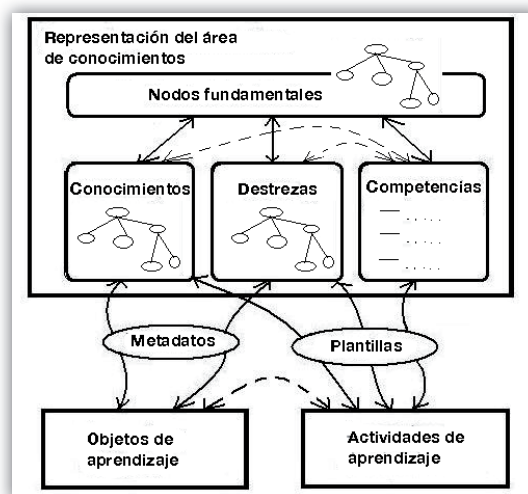 Representación del área
de conocimientos
Nodos fundamentales
Conocimientos
Destrezas
Competencias
Metadatos
Plantillas
Objetos de
aprendizaje
Actividades de
aprendizaje